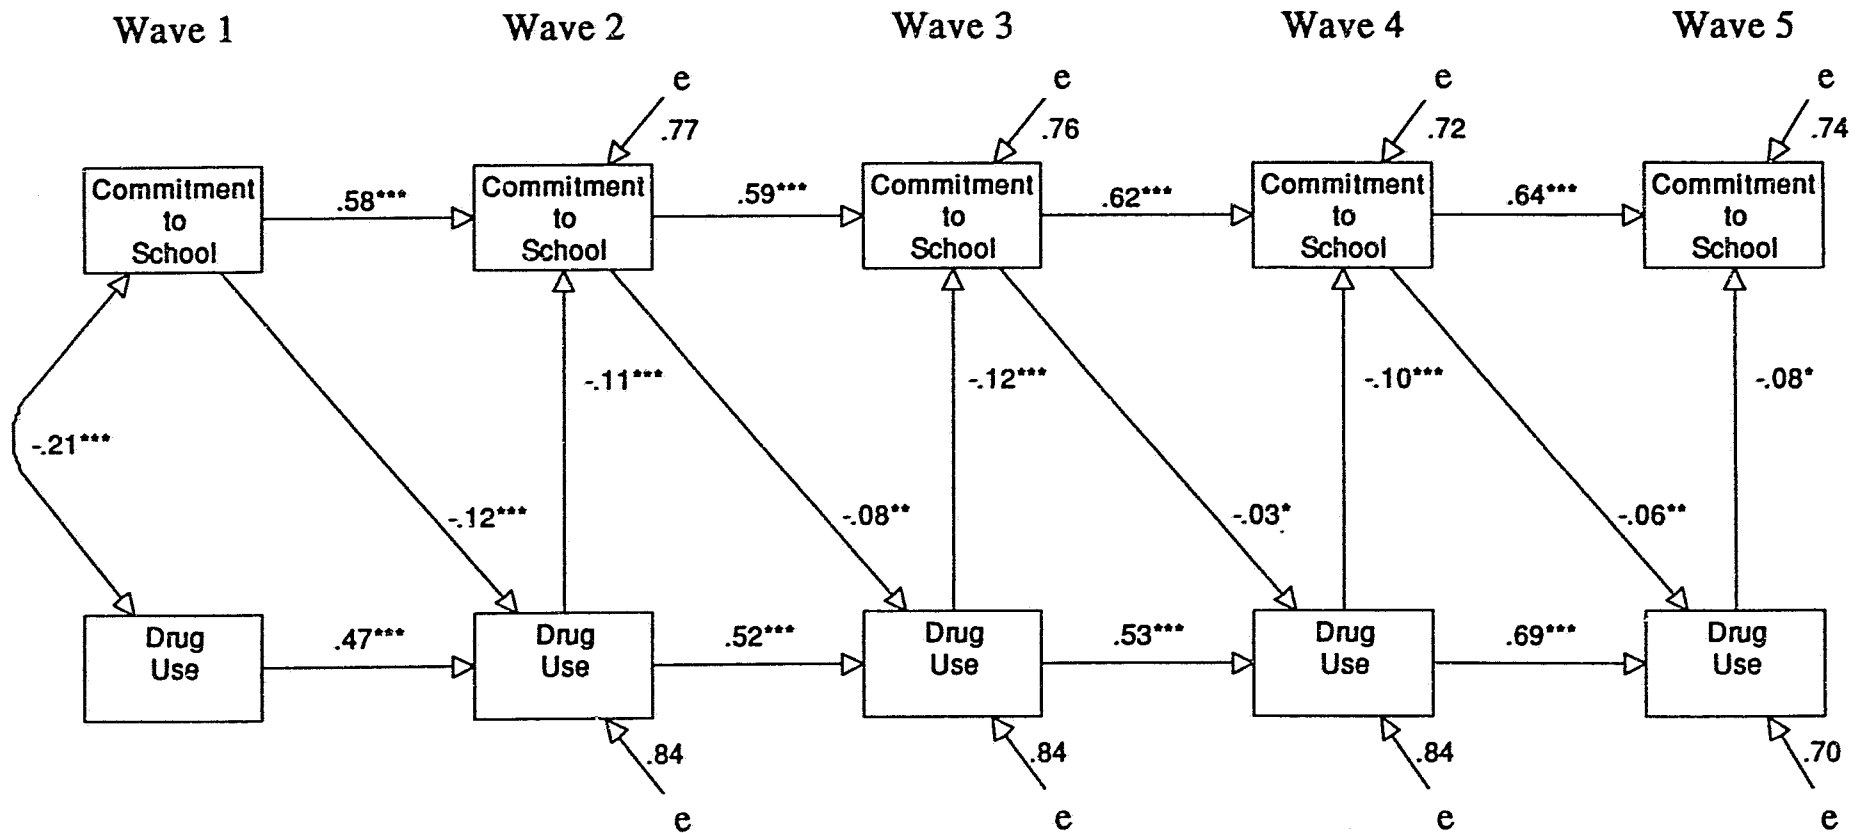 Wave 1 Wave 2 Wave 3 Wave 4 Wave 5
e e e e
.77 .76 .72 .74
Commitment
to
School
Commitment
to
School
Commitment
to
School
Commitment
to
School
Commitment
to
School
.58*** .59*** .62*** .64***
-.11*** -.12*** -.10*** -.08*
-.21***
-.12*** -.08** -.03* -.06**
Drug
Use
Drug
Use
Drug
Use
Drug
Use
Drug
Use
.47*** .52*** .53*** .69***
.84 .84 .84 .70
e e e e